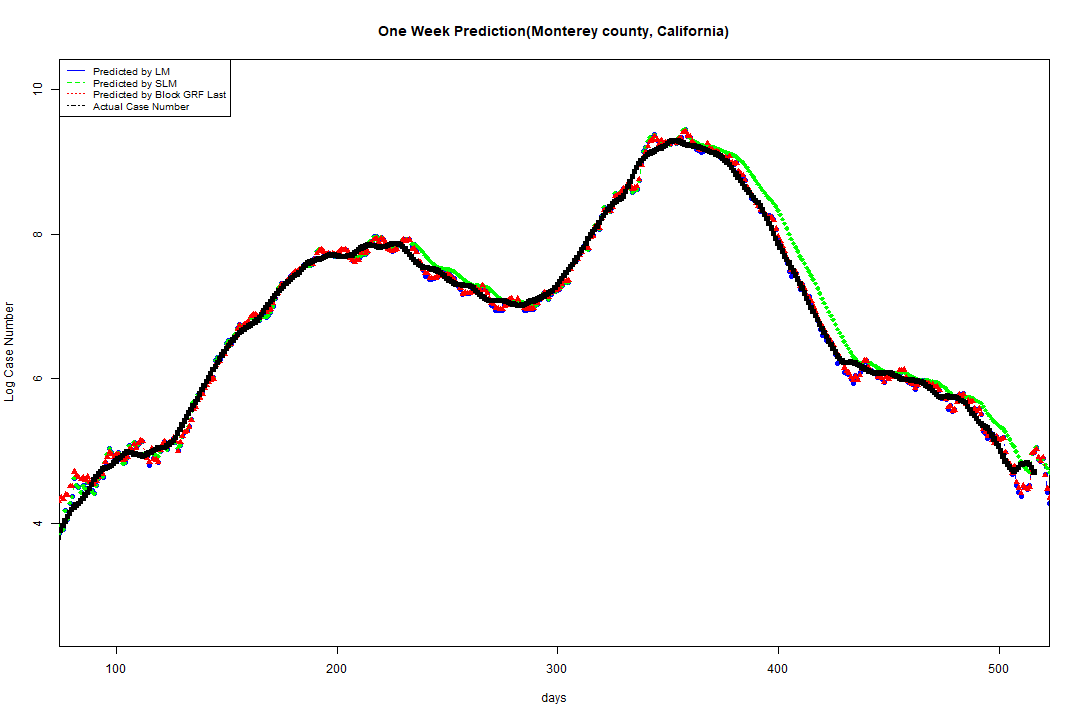 One Week Prediction(Monterey county, California)
Predicted by LM
Predicted by SLM
Predicted by Block GRF Last
Actual Case Number
10
8
6
4
Log Case Number
100 200 300 400 500
days